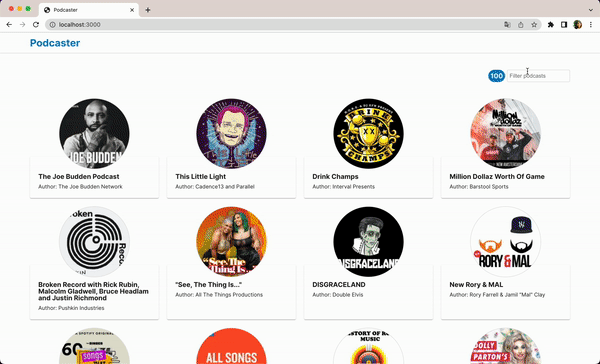 Podcaster
localhost:3000
Podcaster
100
Filter podcasts
THE JOE BUDDEN
DRINK
CHAMPS
MILLION
DOLLAZ
The Joe Budden Podcast
Author: The Joe Budden Network
This Little Light
Author: Cadence13 and Parallel
Drink Champs
Author: Interval Presents
Million Dollaz Worth Of Game
Author: Barstool Sports
Broken
Record
"See The
Thing Is..."
DISGRACELAND
RORY & MAL
Broken Record with Rick Rubin,
Malcolm Gladwell, Bruce Headlam
and Justin Richmond
Author: Pushkin Industries
"See, The Thing Is..."
Author: All The Things Productions
DISGRACELAND
Author: Double Elvis
New Rory & MAL
Author: Rory Farrell & Jamil "Mal" Clay
60
songs
ALL SONGS
MUSIC
DOLLY
PARTON'S